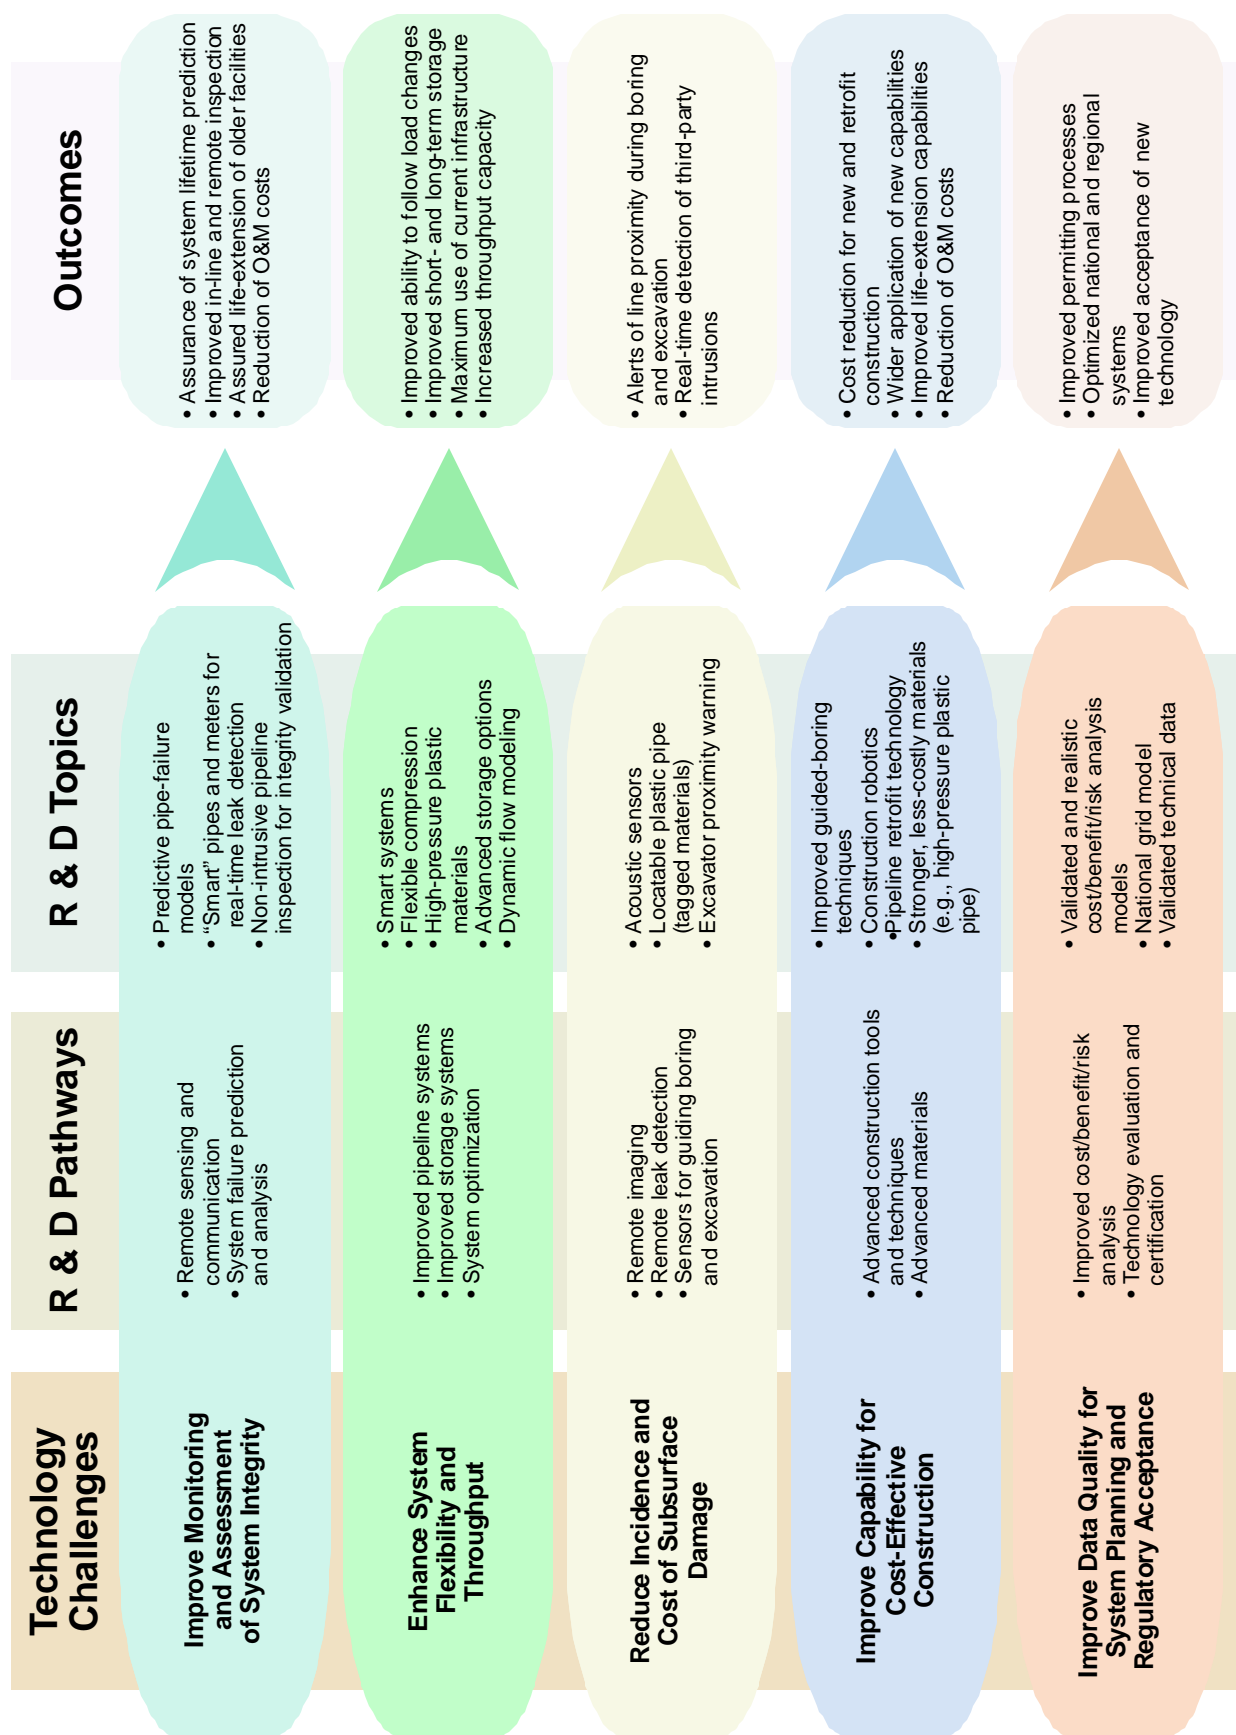 Technology
Challenges
R & D Pathways
R & D Topics
Outcomes
Improve Monitoring
and Assessment
of System Integrity
• Remote sensing and
communication
• System failure prediction
and analysis
• Predictive pipe-failure
models
• “Smart” pipes and meters for
real-time leak detection
• Non-intrusive pipeline
inspection for integrity validation
• Assurance of system lifetime prediction
• Improved in-line and remote inspection
• Assured life-extension of older facilities
• Reduction of O&M costs
Enhance System
Flexibility and
Throughput
• Improved pipeline systems
• Improved storage systems
• System optimization
• Smart systems
• Flexible compression
• High-pressure plastic
materials
• Advanced storage options
• Dynamic flow modeling
• Improved ability to follow load changes
• Improved short- and long-term storage
• Maximum use of current infrastructure
• Increased throughput capacity
Reduce Incidence and
Cost of Subsurface
Damage
• Remote imaging
• Remote leak detection
• Sensors for guiding boring
and excavation
• Acoustic sensors
• Locatable plastic pipe
(tagged materials)
• Excavator proximity warning
• Alerts of line proximity during boring
and excavation
• Real-time detection of third-party
intrusions
Improve Capability for
Cost-Effective
Construction
• Advanced construction tools
and techniques
• Advanced materials
• Improved guided-boring
techniques
• Construction robotics
•Pipeline retrofit technology
• Stronger, less-costly materials
(e.g., high-pressure plastic
pipe)
• Cost reduction for new and retrofit
construction
• Wider application of new capabilities
• Improved life-extension capabilities
• Reduction of O&M costs
Improve Data Quality for
System Planning and
Regulatory Acceptance
• Improved cost/benefit/risk
analysis
• Technology evaluation and
certification
• Validated and realistic
cost/benefit/risk analysis
models
• National grid model
• Validated technical data
• Improved permitting processes
• Optimized national and regional
systems
• Improved acceptance of new
technology